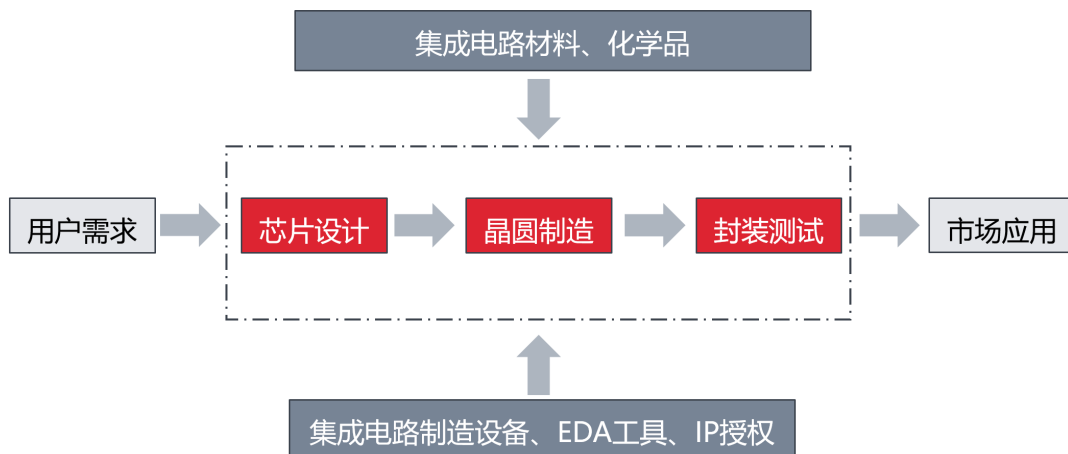 集成电路材料、化学品
用户需求
芯片设计
晶圆制造
封装测试
市场应用
集成电路制造设备、EDA工具、IP授权